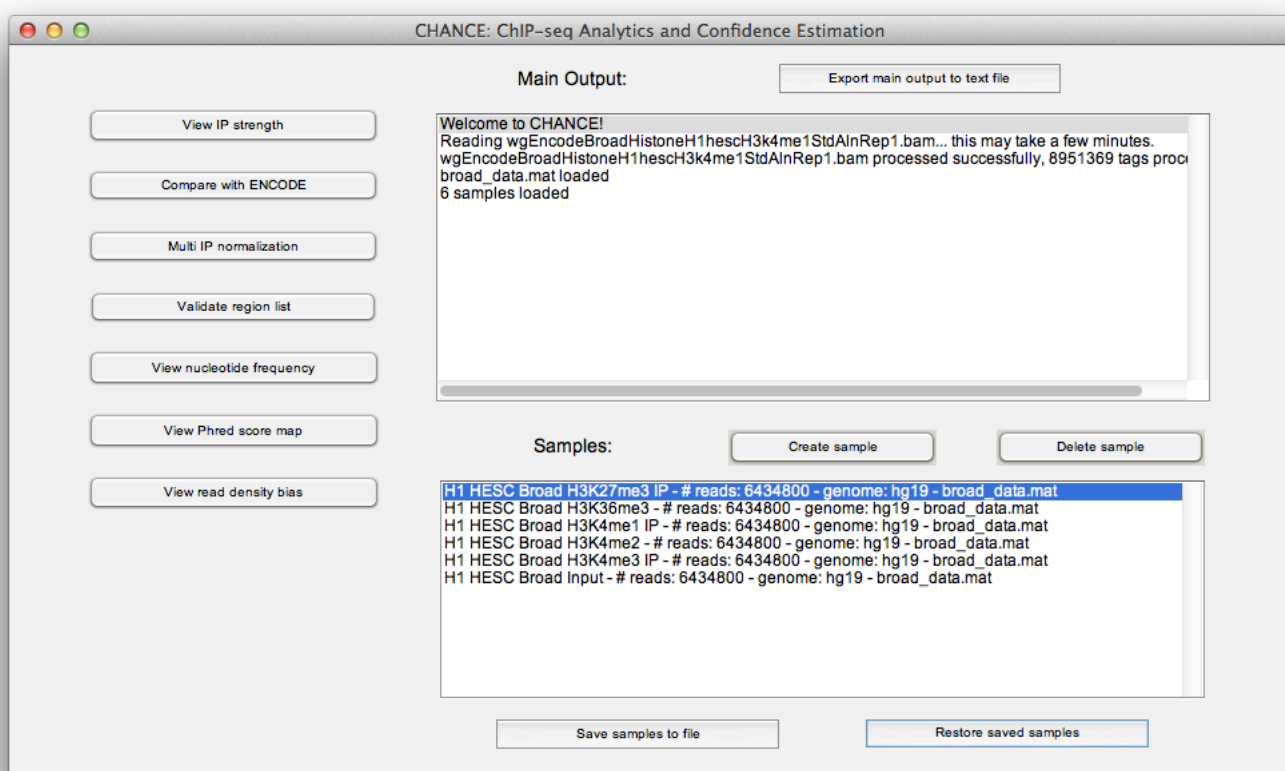 CHANCE: ChIP-seq Analytics and Confidence Estimation
Main Output:
Export main output to text file
View IP strength
Compare with ENCODE
Multi IP normalization
Validate region list
View nucleotide frequency
View Phred score map
View read density bias
Welcome to CHANCE!
Reading wgEncodeBroadHistoneH1hescH3k4me1StdAlnRep1.bam... this may take a few minutes.
wgEncodeBroadHistoneH1hescH3k4me1StdAlnRep1.bam processed successfully, 8951369 tags proc
broad_data.mat loaded
6 samples loaded
Samples:
Create sample
Delete sample
H1 HESC Broad H3K27me3 IP - # reads: 6434800 - genome: hg19 - broad_data.mat
H1 HESC Broad H3K36me3 - # reads: 6434800 - genome: hg19 - broad_data.mat
H1 HESC Broad H3K4me1 IP - # reads: 6434800 - genome: hg19 - broad_data.mat
H1 HESC Broad H3K4me2 - # reads: 6434800 - genome: hg19 - broad_data.mat
H1 HESC Broad H3K4me3 IP - # reads: 6434800 - genome: hg19 - broad_data.mat
H1 HESC Broad Input - # reads: 6434800 - genome: hg19 - broad_data.mat
Save samples to file
Restore saved samples